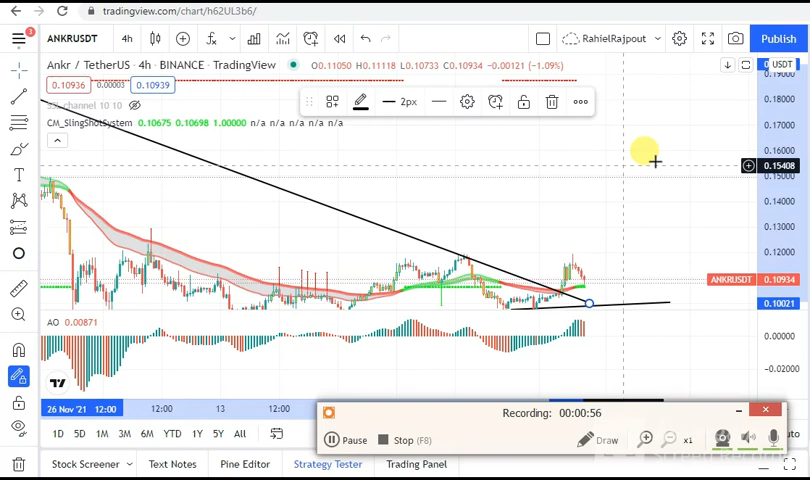 tradingview.com/chart/h62UL3b6/
3
ANKRUSDT 4h RahielRajpout Publish
Ankr / TetherUS 4h BINANCE TradingView O0.11050 H0.11118 L0.10733 C0.10934 −0.00121 (−1.09%)
USDT
0.19000
0.10936 0.00003 0.10939
SSL channel 10 10
2px
0.18000
CM_SlingShotSystem 0.10675 0.10698 1.00000 n/a n/a n/a n/a n/a
0.17000
0.16000
0.15408
0.15000
0.14000
0.13000
0.12000
ANKRUSDT 0.10934
0.10021
AO 0.00871
0.00000
−0.02000
26 Nov '21 12:00 12:00 13 12:00
Recording: 00:00:56
1D 5D 1M 3M 6M YTD 1Y 5Y All
Pause Stop (F8) Draw x1
Stock Screener Text Notes Pine Editor Strategy Tester Trading Panel